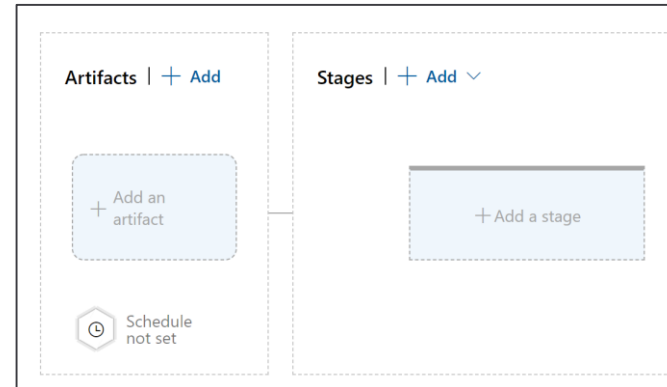 Artifacts | + Add
Stages | + Add
+ Add an
artifact
+ Add a stage
Schedule
not set